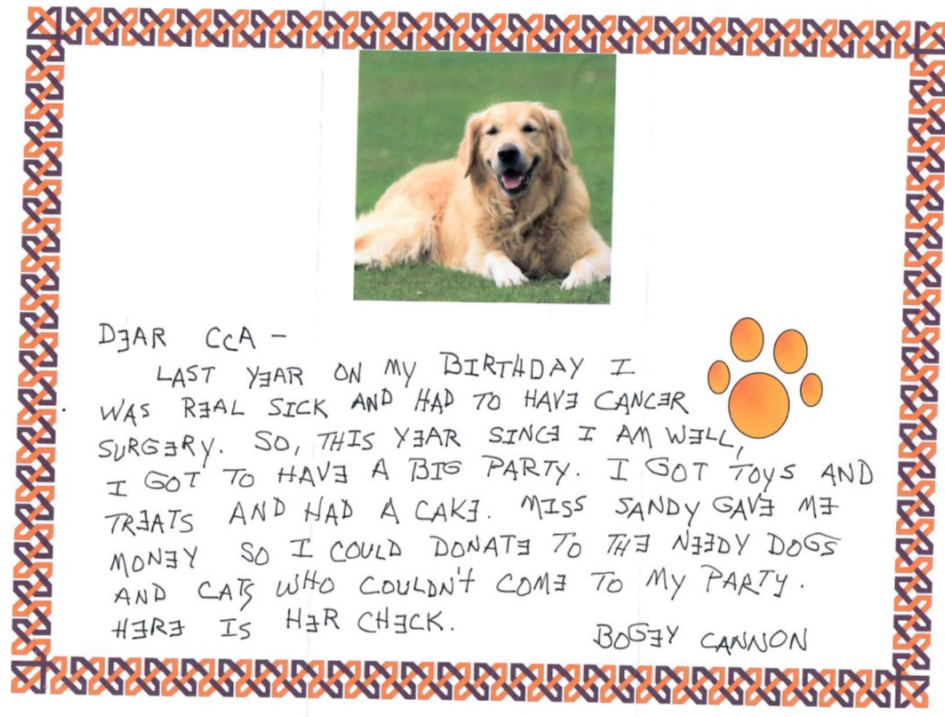 DEAR CCA -
LAST YEAR ON MY BIRTHDAY I
WAS REAL SICK AND HAD TO HAVE CANCER
SURGERY. SO, THIS YEAR SINCE I AM WELL,
I GOT TO HAVE A BIG PARTY. I GOT TOYS AND
TREATS AND HAD A CAKE. MISS SANDY GAVE ME
MONEY SO I COULD DONATE TO THE NEEDY DOGS
AND CATS WHO COULDN'T COME TO MY PARTY.
HERE IS HER CHECK.
BOGEY CANNON